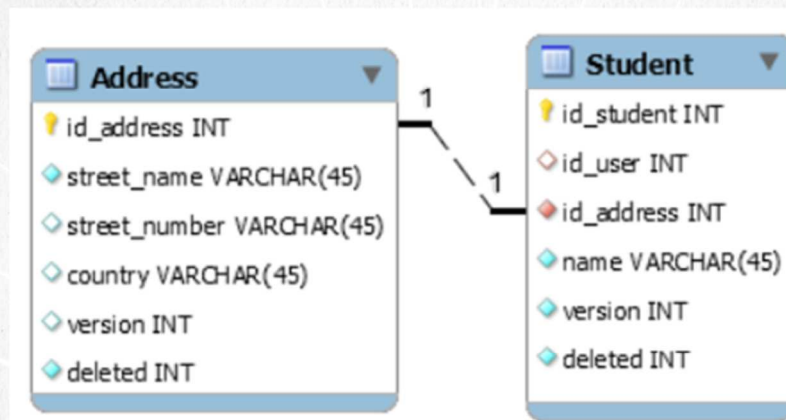 Address
id_address INT
street_name VARCHAR(45)
street_number VARCHAR(45)
country VARCHAR(45)
version INT
deleted INT
1
1
Student
id_student INT
id_user INT
id_address INT
name VARCHAR(45)
version INT
deleted INT